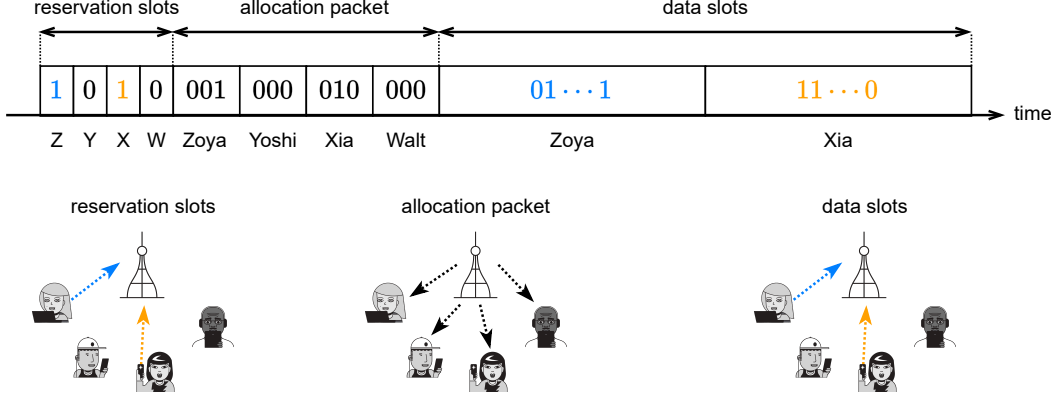 reservation slots allocation packet data slots
1 0 1 0 001 000 010 000 01⋯1 11⋯0
time
Z Y X W Zoya Yoshi Xia Walt Zoya Xia
reservation slots allocation packet data slots